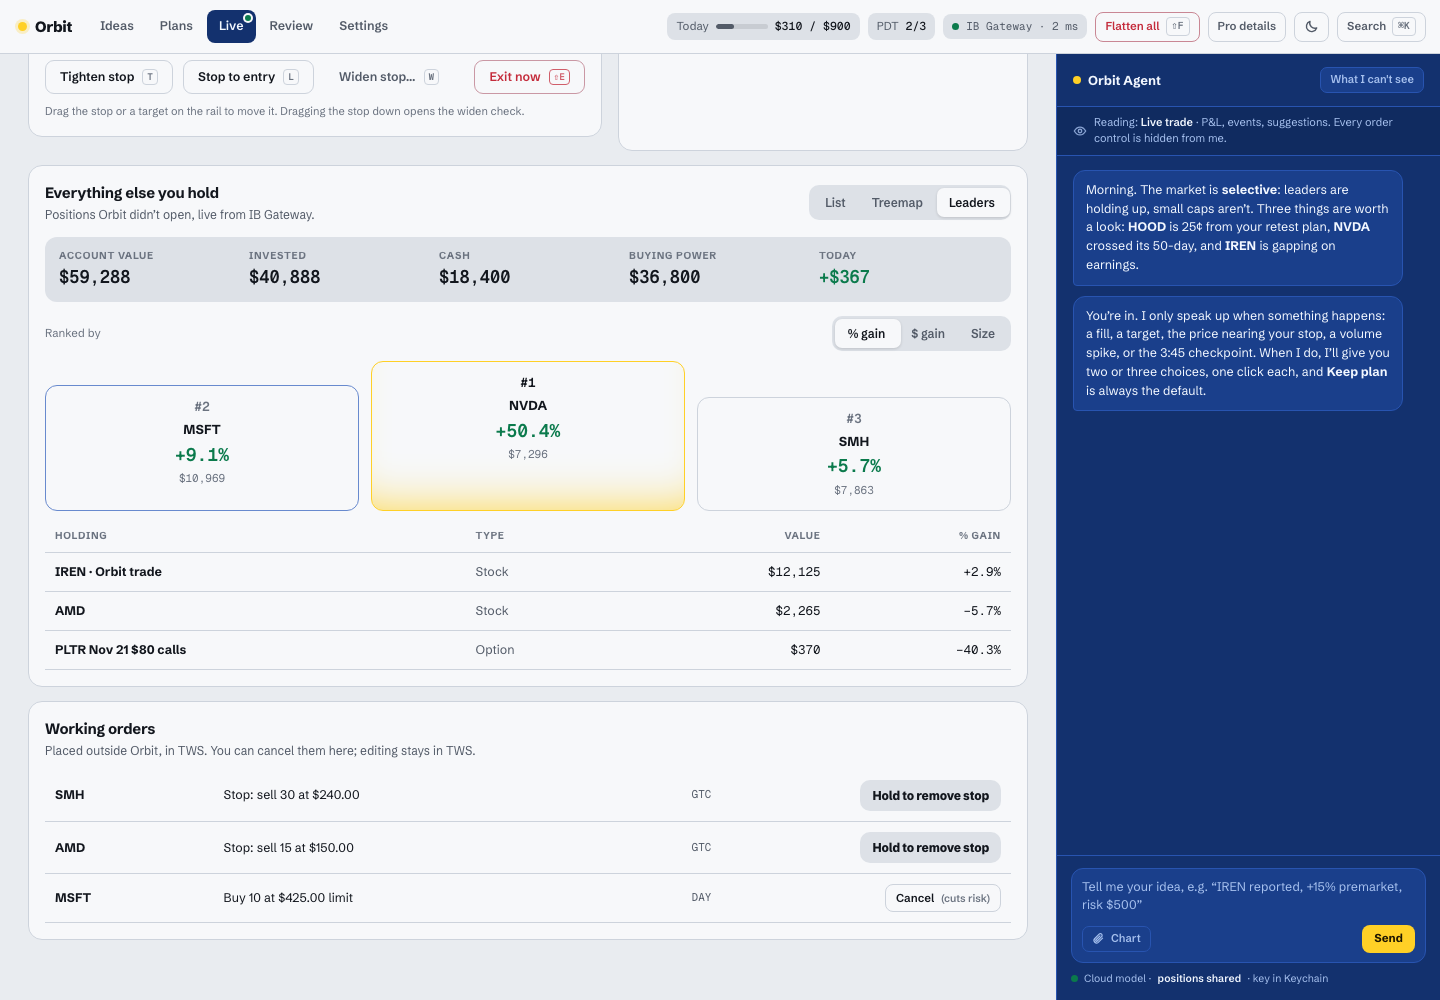 Orbit
Ideas
Plans
Live
Review
Settings
Today $310 / $900
PDT 2/3
IB Gateway · 2 ms
Flatten all ⇧F
Pro details
Search ⌘K
Tighten stop T
Stop to entry L
Widen stop… W
Exit now ⇧E
Drag the stop or a target on the rail to move it. Dragging the stop down opens the widen check.
Everything else you hold
Positions Orbit didn’t open, live from IB Gateway.
List
Treemap
Leaders
ACCOUNT VALUE
$59,288
INVESTED
$40,888
CASH
$18,400
BUYING POWER
$36,800
TODAY
+$367
Ranked by
% gain
$ gain
Size
#2
MSFT
+9.1%
$10,969
#1
NVDA
+50.4%
$7,296
#3
SMH
+5.7%
$7,863
HOLDING TYPE VALUE % GAIN
IREN · Orbit trade Stock $12,125 +2.9%
AMD Stock $2,265 −5.7%
PLTR Nov 21 $80 calls Option $370 −40.3%
Working orders
Placed outside Orbit, in TWS. You can cancel them here; editing stays in TWS.
SMH Stop: sell 30 at $240.00 GTC Hold to remove stop
AMD Stop: sell 15 at $150.00 GTC Hold to remove stop
MSFT Buy 10 at $425.00 limit DAY Cancel (cuts risk)
Orbit Agent
What I can’t see
Reading: Live trade · P&L, events, suggestions. Every order
control is hidden from me.
Morning. The market is selective: leaders are
holding up, small caps aren’t. Three things are worth
a look: HOOD is 25¢ from your retest plan, NVDA
crossed its 50-day, and IREN is gapping on
earnings.
You’re in. I only speak up when something happens:
a fill, a target, the price nearing your stop, a volume
spike, or the 3:45 checkpoint. When I do, I’ll give you
two or three choices, one click each, and Keep plan
is always the default.
Tell me your idea, e.g. “IREN reported, +15% premarket,
risk $500”
Chart
Send
Cloud model · positions shared · key in Keychain